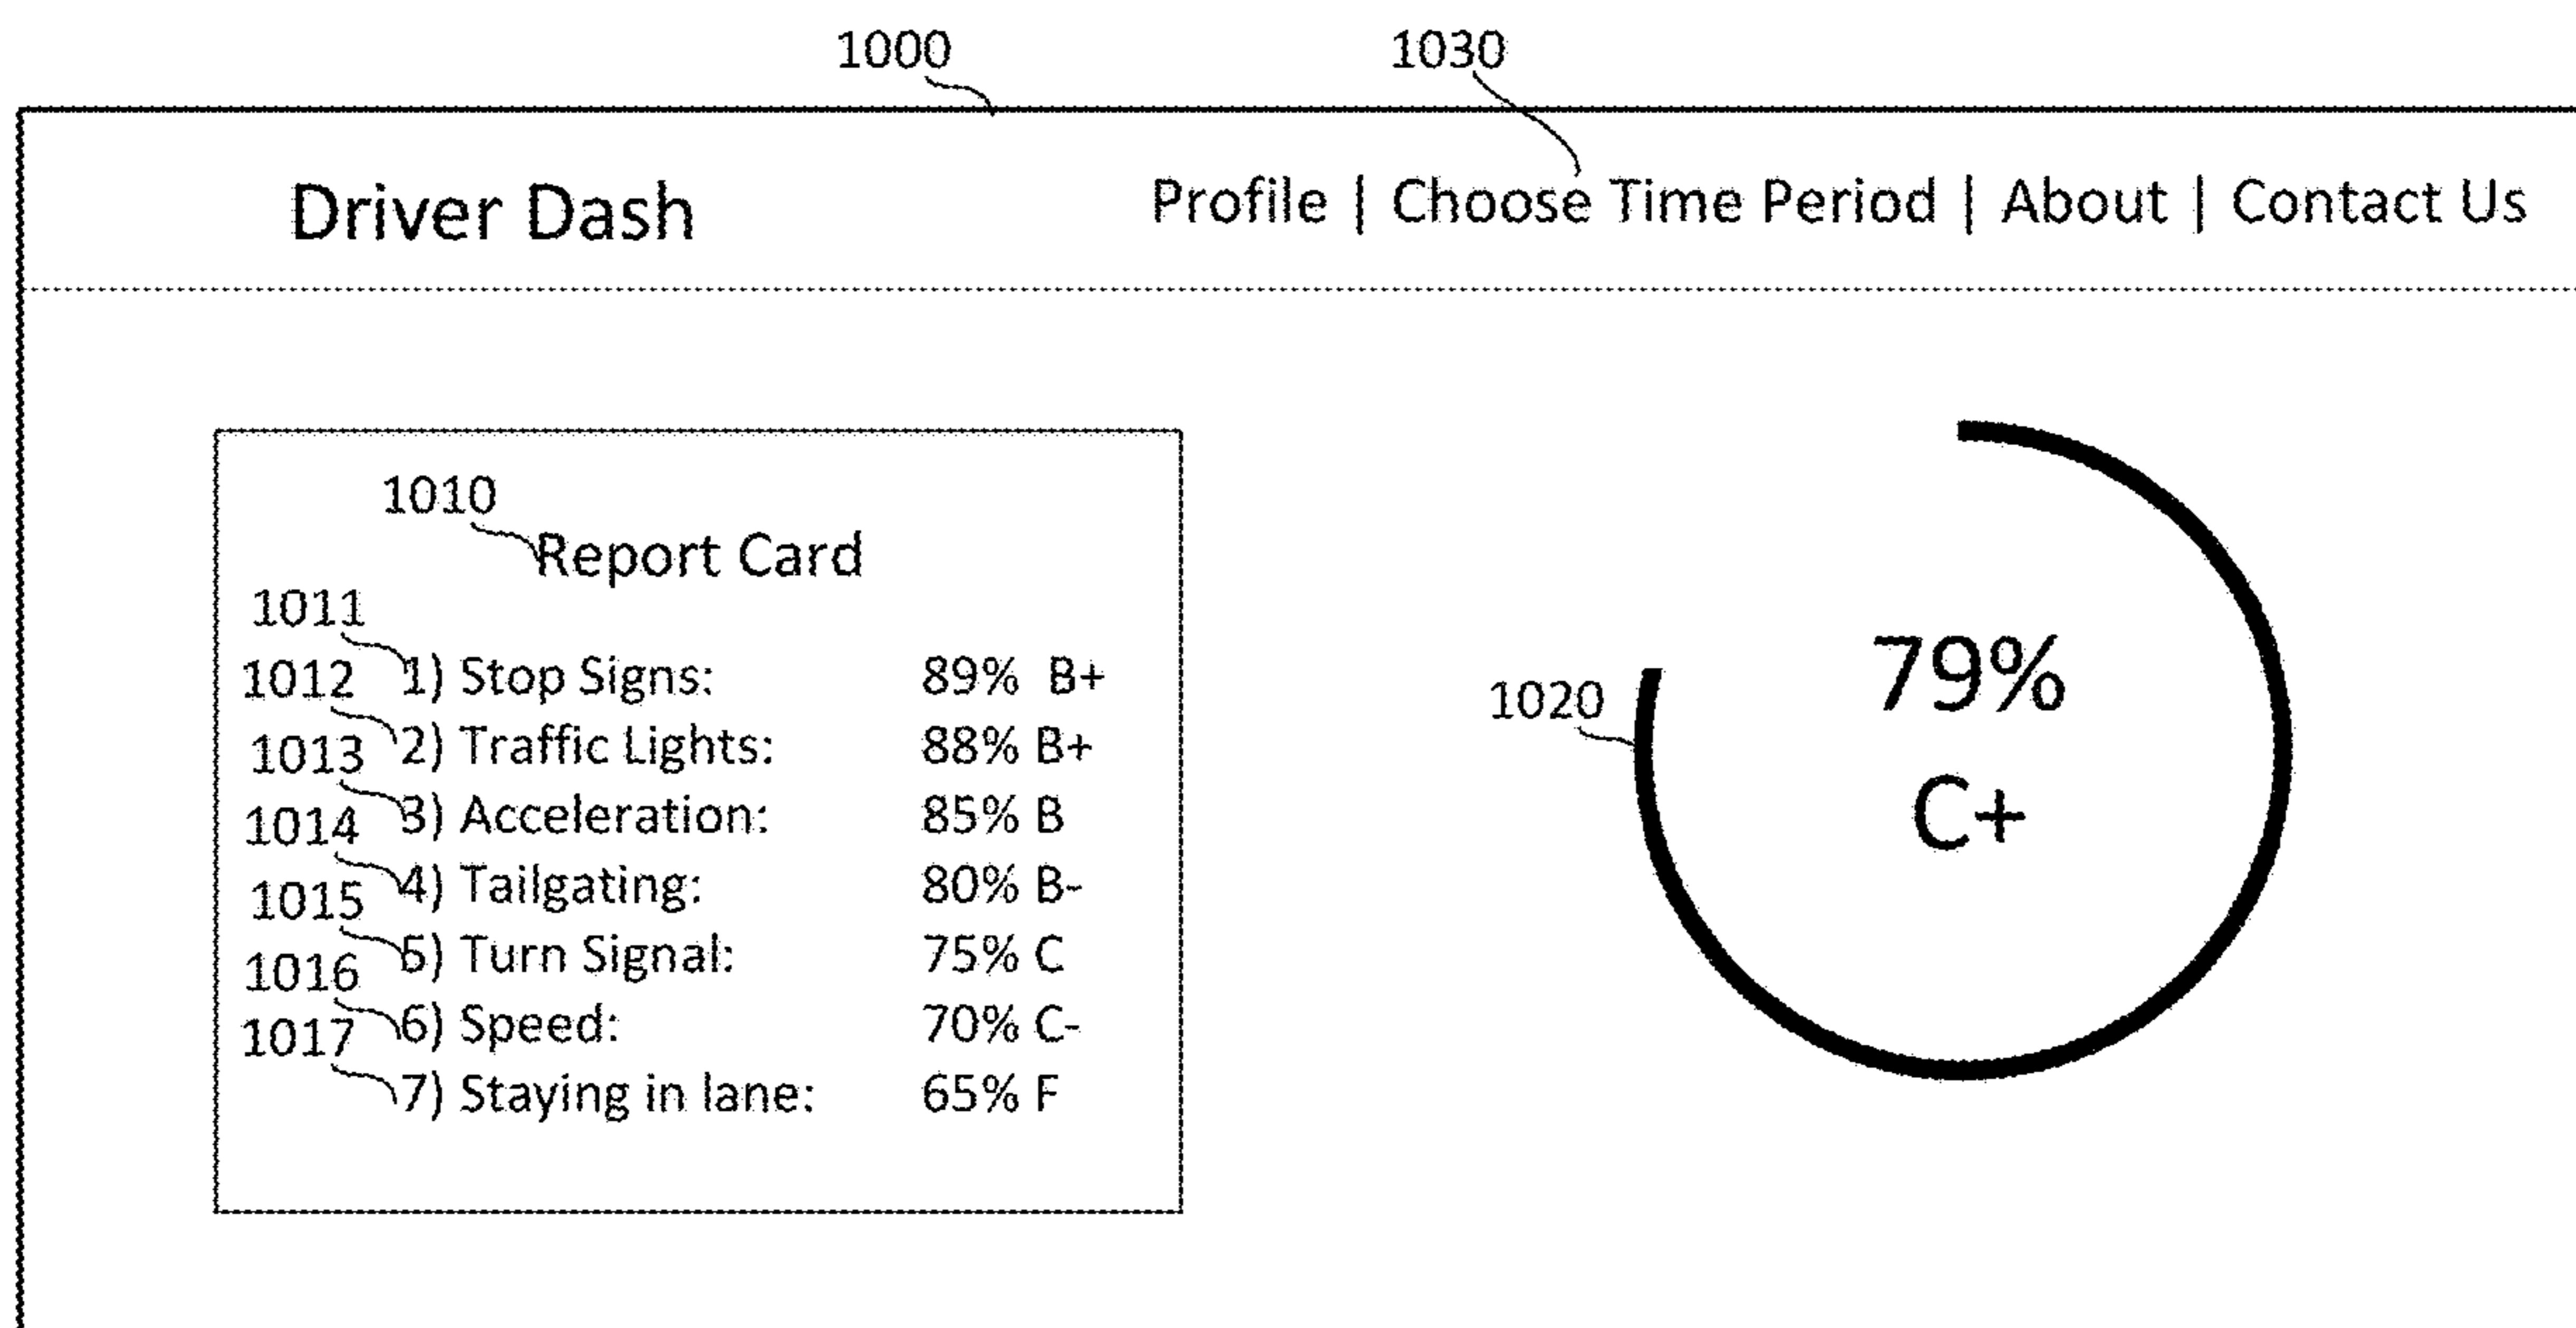 1000 1030
Driver Dash
Profile | Choose Time Period | About | Contact Us
1010
Report Card
1011
1) Stop Signs: 89% B+
1012
2) Traffic Lights: 88% B+
1013
3) Acceleration: 85% B
1014
4) Tailgating: 80% B-
1015
5) Turn Signal: 75% C
1016
6) Speed: 70% C-
1017
7) Staying in lane: 65% F
1020
79%
C+